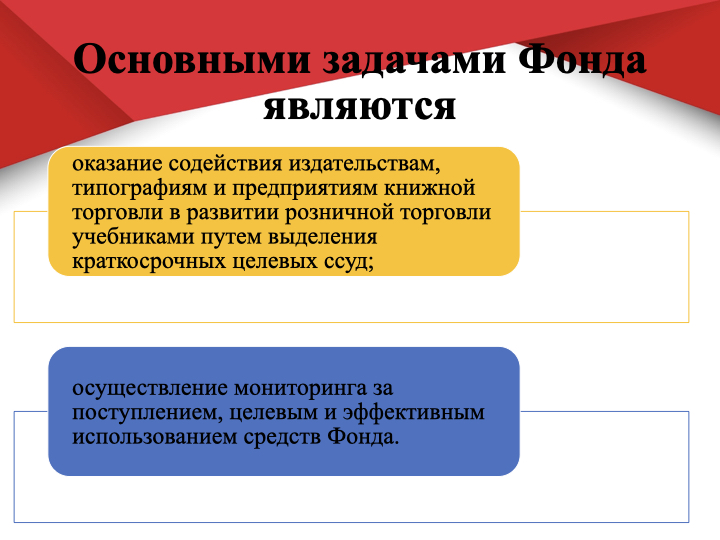 Основными задачами Фонда
являются
оказание содействия издательствам,
типографиям и предприятиям книжной
торговли в развитии розничной торговли
учебниками путем выделения
краткосрочных целевых ссуд;
осуществление мониторинга за
поступлением, целевым и эффективным
использованием средств Фонда.